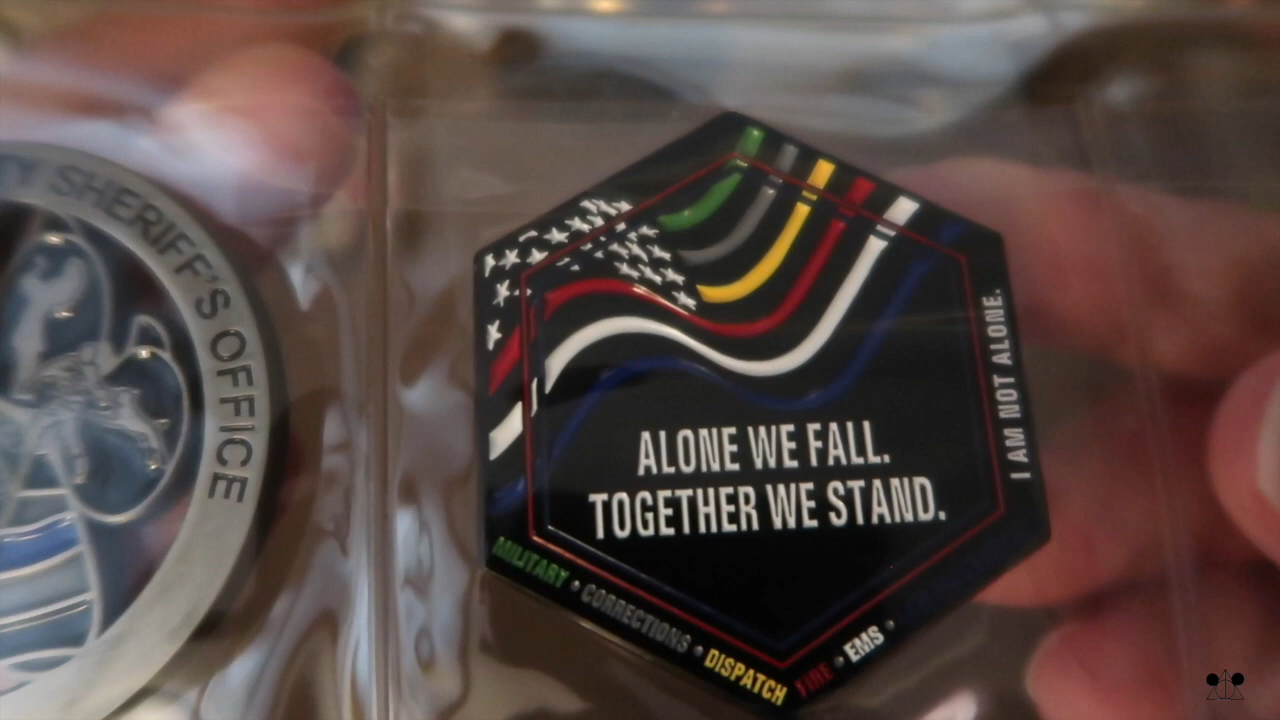 SHERIFF'S OFFICE
ALONE WE FALL.
TOGETHER WE STAND.
I AM NOT ALONE.
MILITARY • CORRECTIONS • DISPATCH FIRE • EMS •